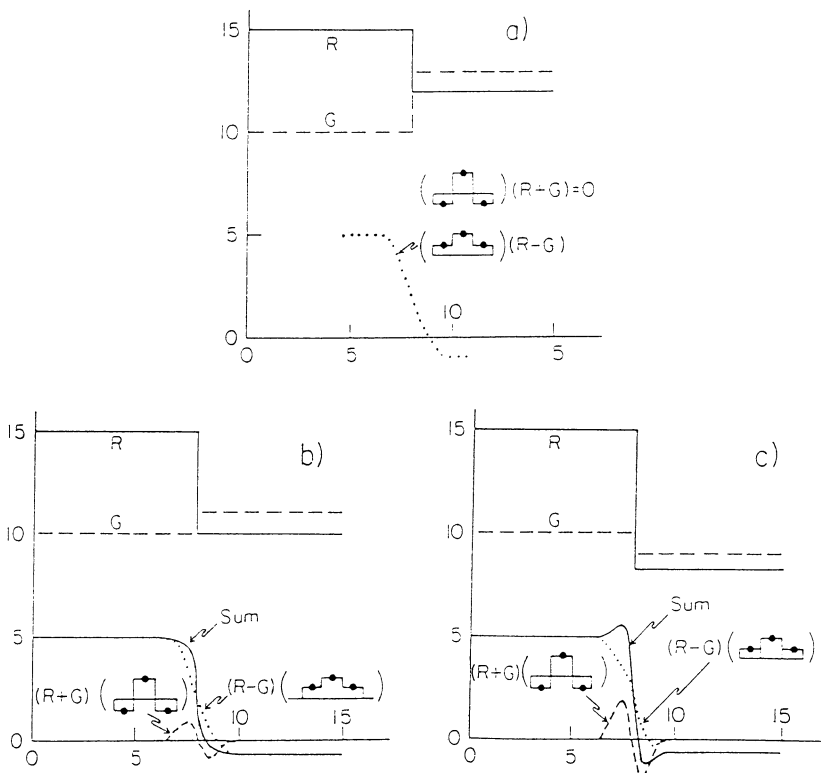 a)
15
R
G
10
( ) (R+G)=0
5
( ) (R-G)
10
0
0
5
5
b)
15
R
G
10
Sum
5
(R+G) ( )
(R-G) ( )
10
15
0
0
5
c)
15
R
G
10
Sum
5
(R+G) ( )
(R-G) ( )
10
15
0
0
5